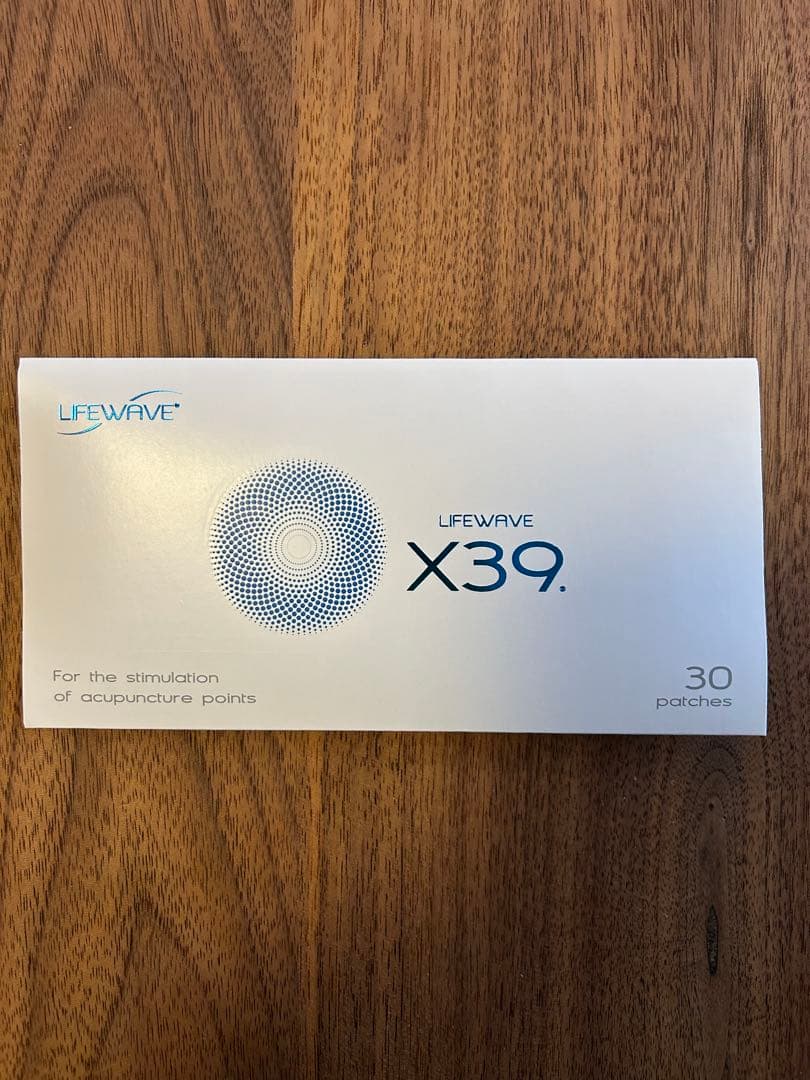 LIFEWAVE
LIFEWAVE
X39
For the stimulation
of acupuncture points
30
patches